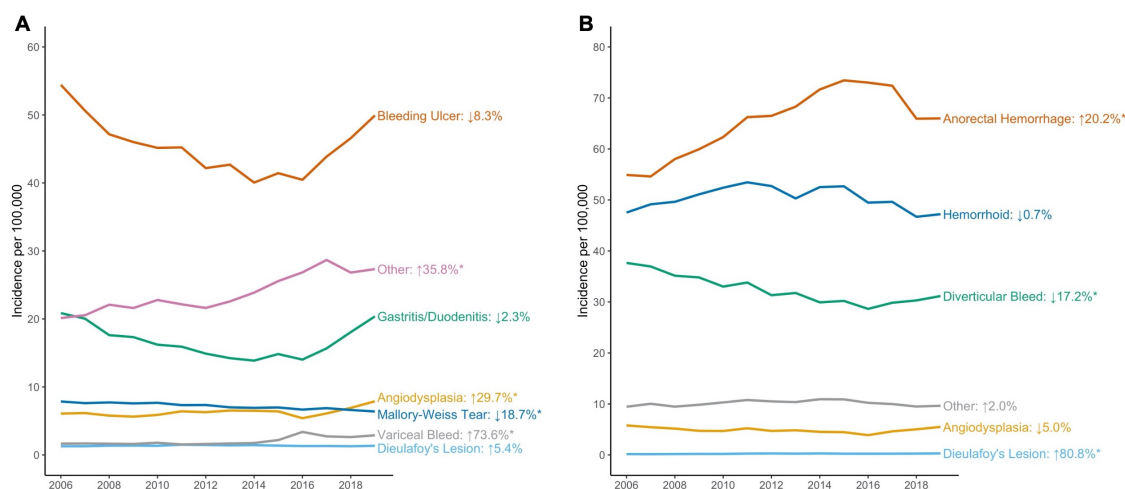 A
Incidence per 100,000
60
50
40
30
20
10
0
2006 2008 2010 2012 2014 2016 2018
Bleeding Ulcer: ↓8.3%
Other: ↑35.8%*
Gastritis/Duodenitis: ↓2.3%
Angiodysplasia: ↑29.7%*
Mallory-Weiss Tear: ↓18.7%*
Variceal Bleed: ↑73.6%*
Dieulafoy's Lesion: ↑5.4%
B
Incidence per 100,000
80
70
60
50
40
30
20
10
0
2006 2008 2010 2012 2014 2016 2018
Anorectal Hemorrhage: ↑20.2%*
Hemorrhoid: ↓0.7%
Diverticular Bleed: ↓17.2%*
Other: ↑2.0%
Angiodysplasia: ↓5.0%
Dieulafoy's Lesion: ↑80.8%*